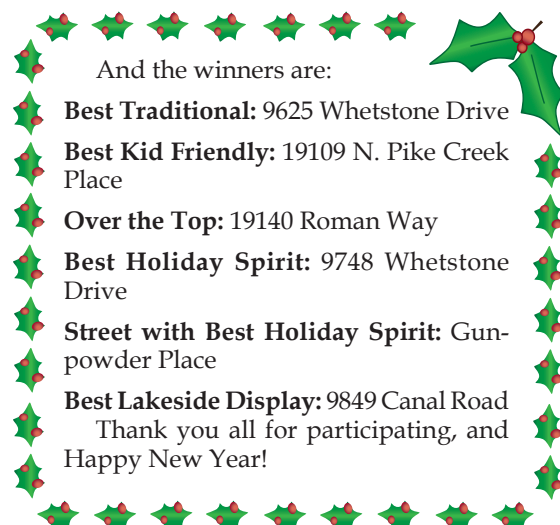 And the winners are:
Best Traditional: 9625 Whetstone Drive
Best Kid Friendly: 19109 N. Pike Creek
Place
Over the Top: 19140 Roman Way
Best Holiday Spirit: 9748 Whetstone
Drive
Street with Best Holiday Spirit: Gun-
powder Place
Best Lakeside Display: 9849 Canal Road
Thank you all for participating, and
Happy New Year!